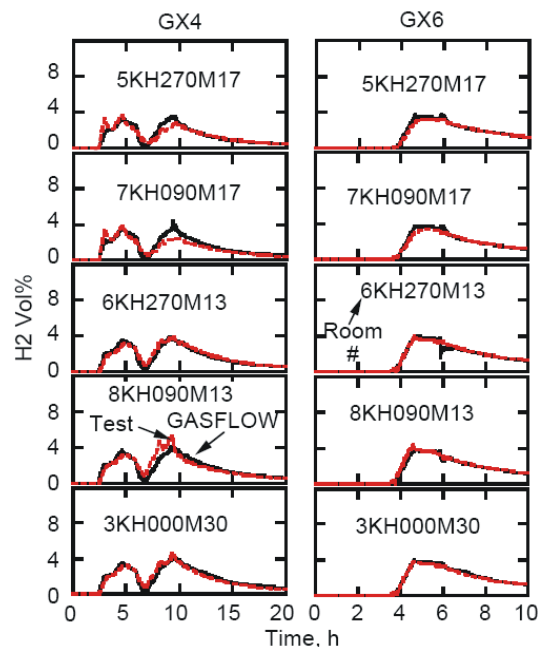 GX4 GX6
8 5KH270M17 5KH270M17
4
0
8 7KH090M17 7KH090M17
4
0
H2 Vol%
8 6KH270M13 6KH270M13
4 Room
0 #
8 8KH090M13 8KH090M13
4 Test GASFLOW
0
8 3KH000M30 3KH000M30
4
0
0 5 10 15 20 0 2 4 6 8 10
Time, h